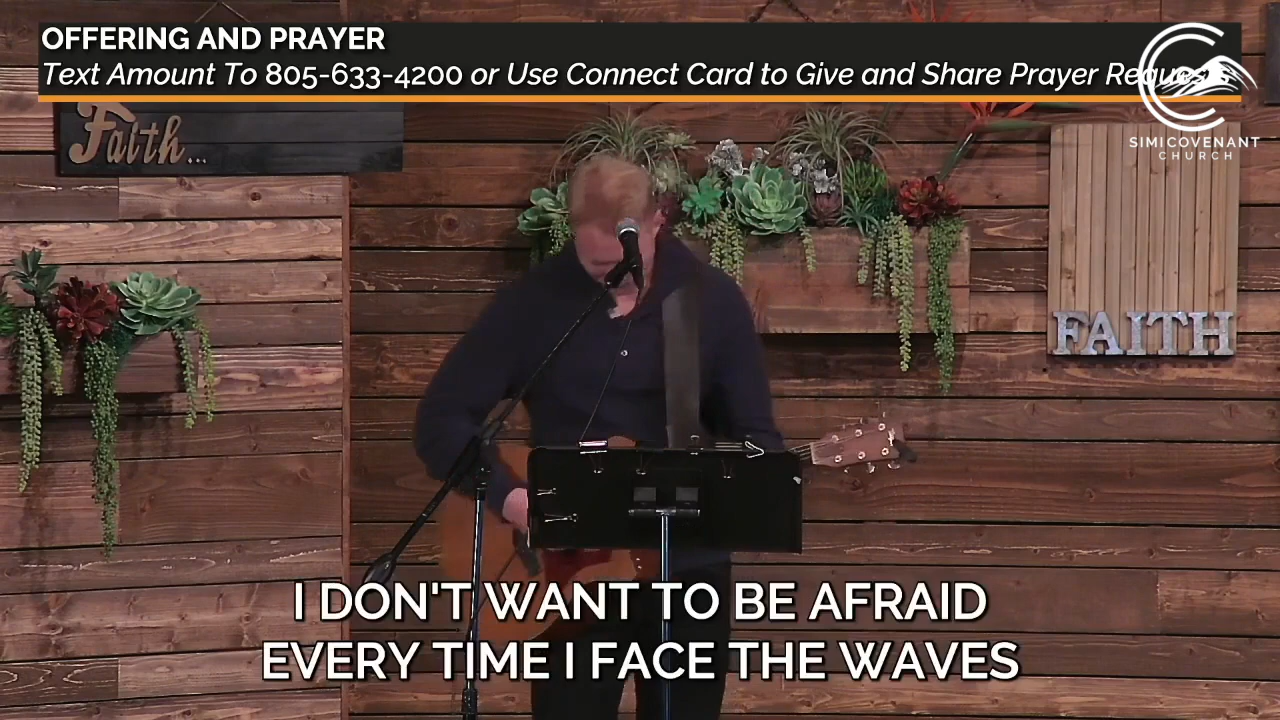 OFFERING AND PRAYER
Text Amount To 805-633-4200 or Use Connect Card to Give and Share Prayer Requests
SIMICOVENANT
CHURCH
Faith...
FAITH
I DON'T WANT TO BE AFRAID
EVERY TIME I FACE THE WAVES